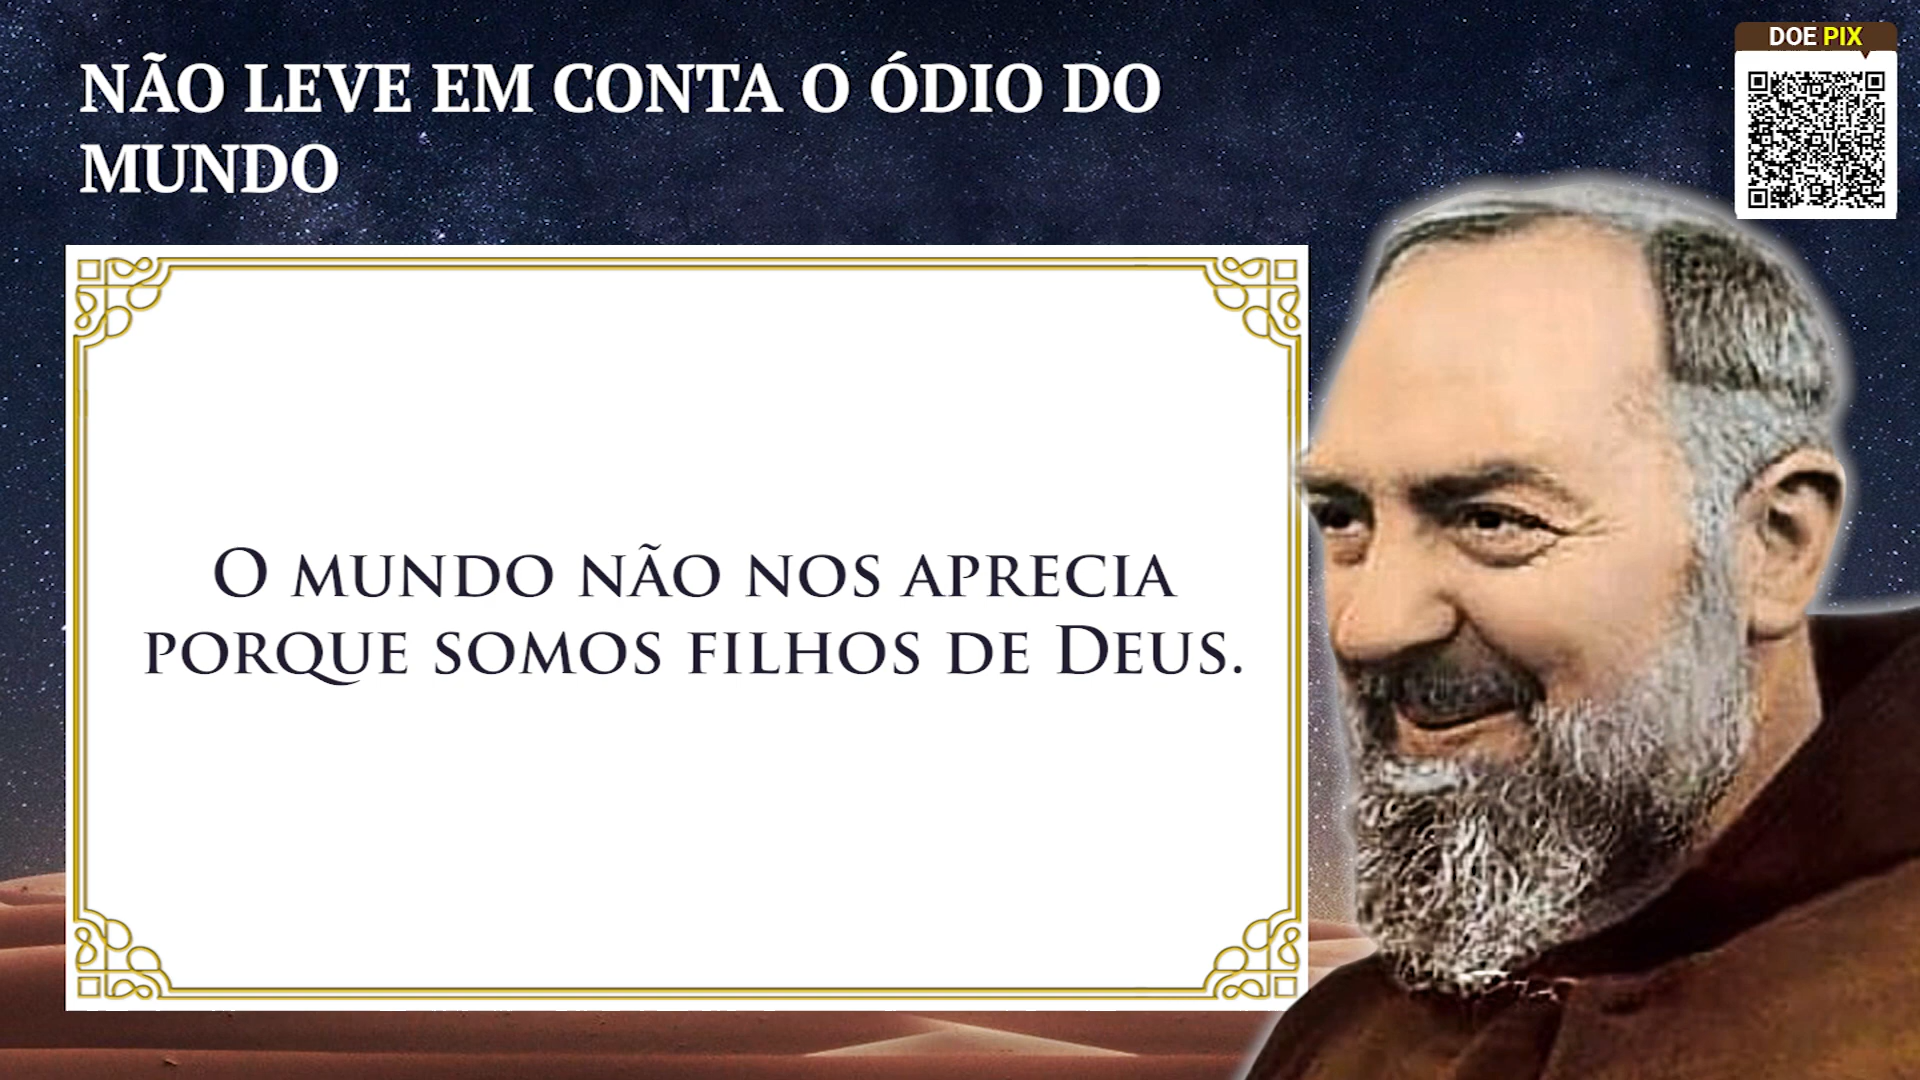 NÃO LEVE EM CONTA O ÓDIO DO
MUNDO
DOE PIX
O MUNDO NÃO NOS APRECIA
PORQUE SOMOS FILHOS DE DEUS.